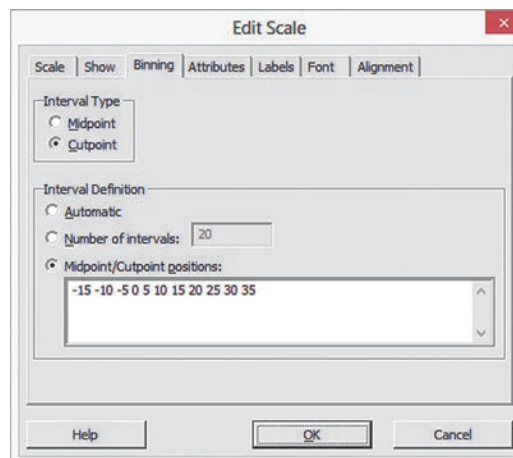 Edit Scale
×
Scale Show Binning Attributes Labels Font Alignment
Interval Type
Midpoint
Cutpoint
Interval Definition
Automatic
Number of intervals: 20
Midpoint/Cutpoint positions:
-15 -10 -5 0 5 10 15 20 25 30 35
Help OK Cancel